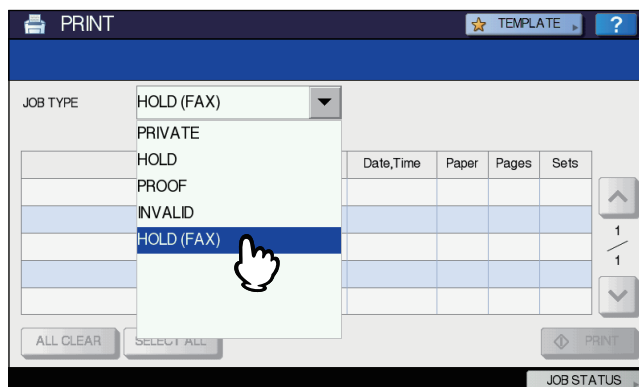 PRINT
TEMPLATE
?
JOB TYPE
HOLD (FAX)
PRIVATE
HOLD
PROOF
INVALID
HOLD (FAX)
Date,Time Paper Pages Sets
1
1
ALL CLEAR
SELECT ALL
PRINT
JOB STATUS